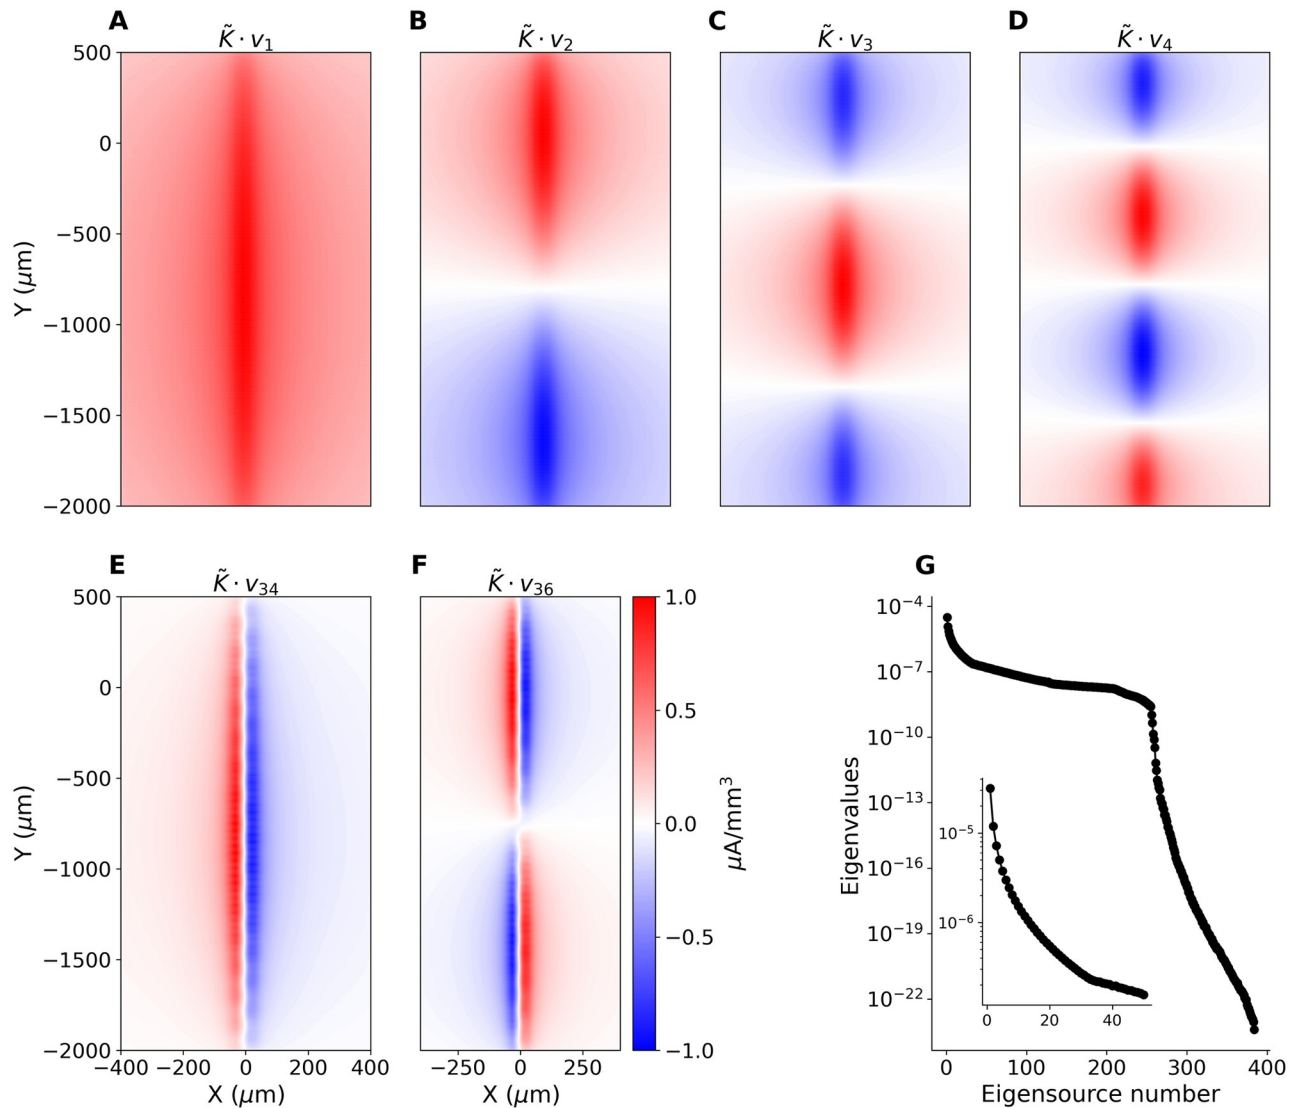 A B C D
K̃ · v₁ K̃ · v₂ K̃ · v₃ K̃ · v₄
500
0
−500
−1000
−1500
−2000
Y (μm)
E F G
K̃ · v₃₄ K̃ · v₃₆
500
0
−500
−1000
−1500
−2000
Y (μm)
−400 −200 0 200 400
X (μm)
−250 0 250
X (μm)
1.0
0.5
0.0
−0.5
−1.0
μA/mm³
10⁻⁴
10⁻⁷
10⁻¹⁰
10⁻¹³
10⁻¹⁶
10⁻¹⁹
10⁻²²
Eigenvalues
10⁻⁵
10⁻⁶
0 20 40
0 100 200 300 400
Eigensource number